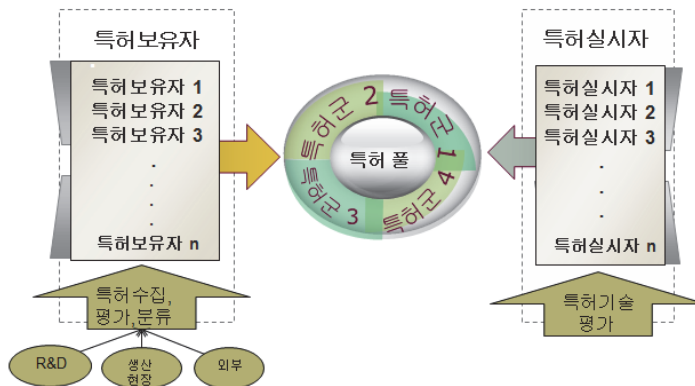 특허보유자
특허보유자 1
특허보유자 2
특허보유자 3
.
.
.
.
특허보유자 n
특허수집,
평가,분류
R&D
생산
현장
외부
특허군 1
특허군 2
특허군 3
특허군 4
특허 풀
특허실시자
특허실시자 1
특허실시자 2
특허실시자 3
.
.
.
.
특허실시자 n
특허기술
평가